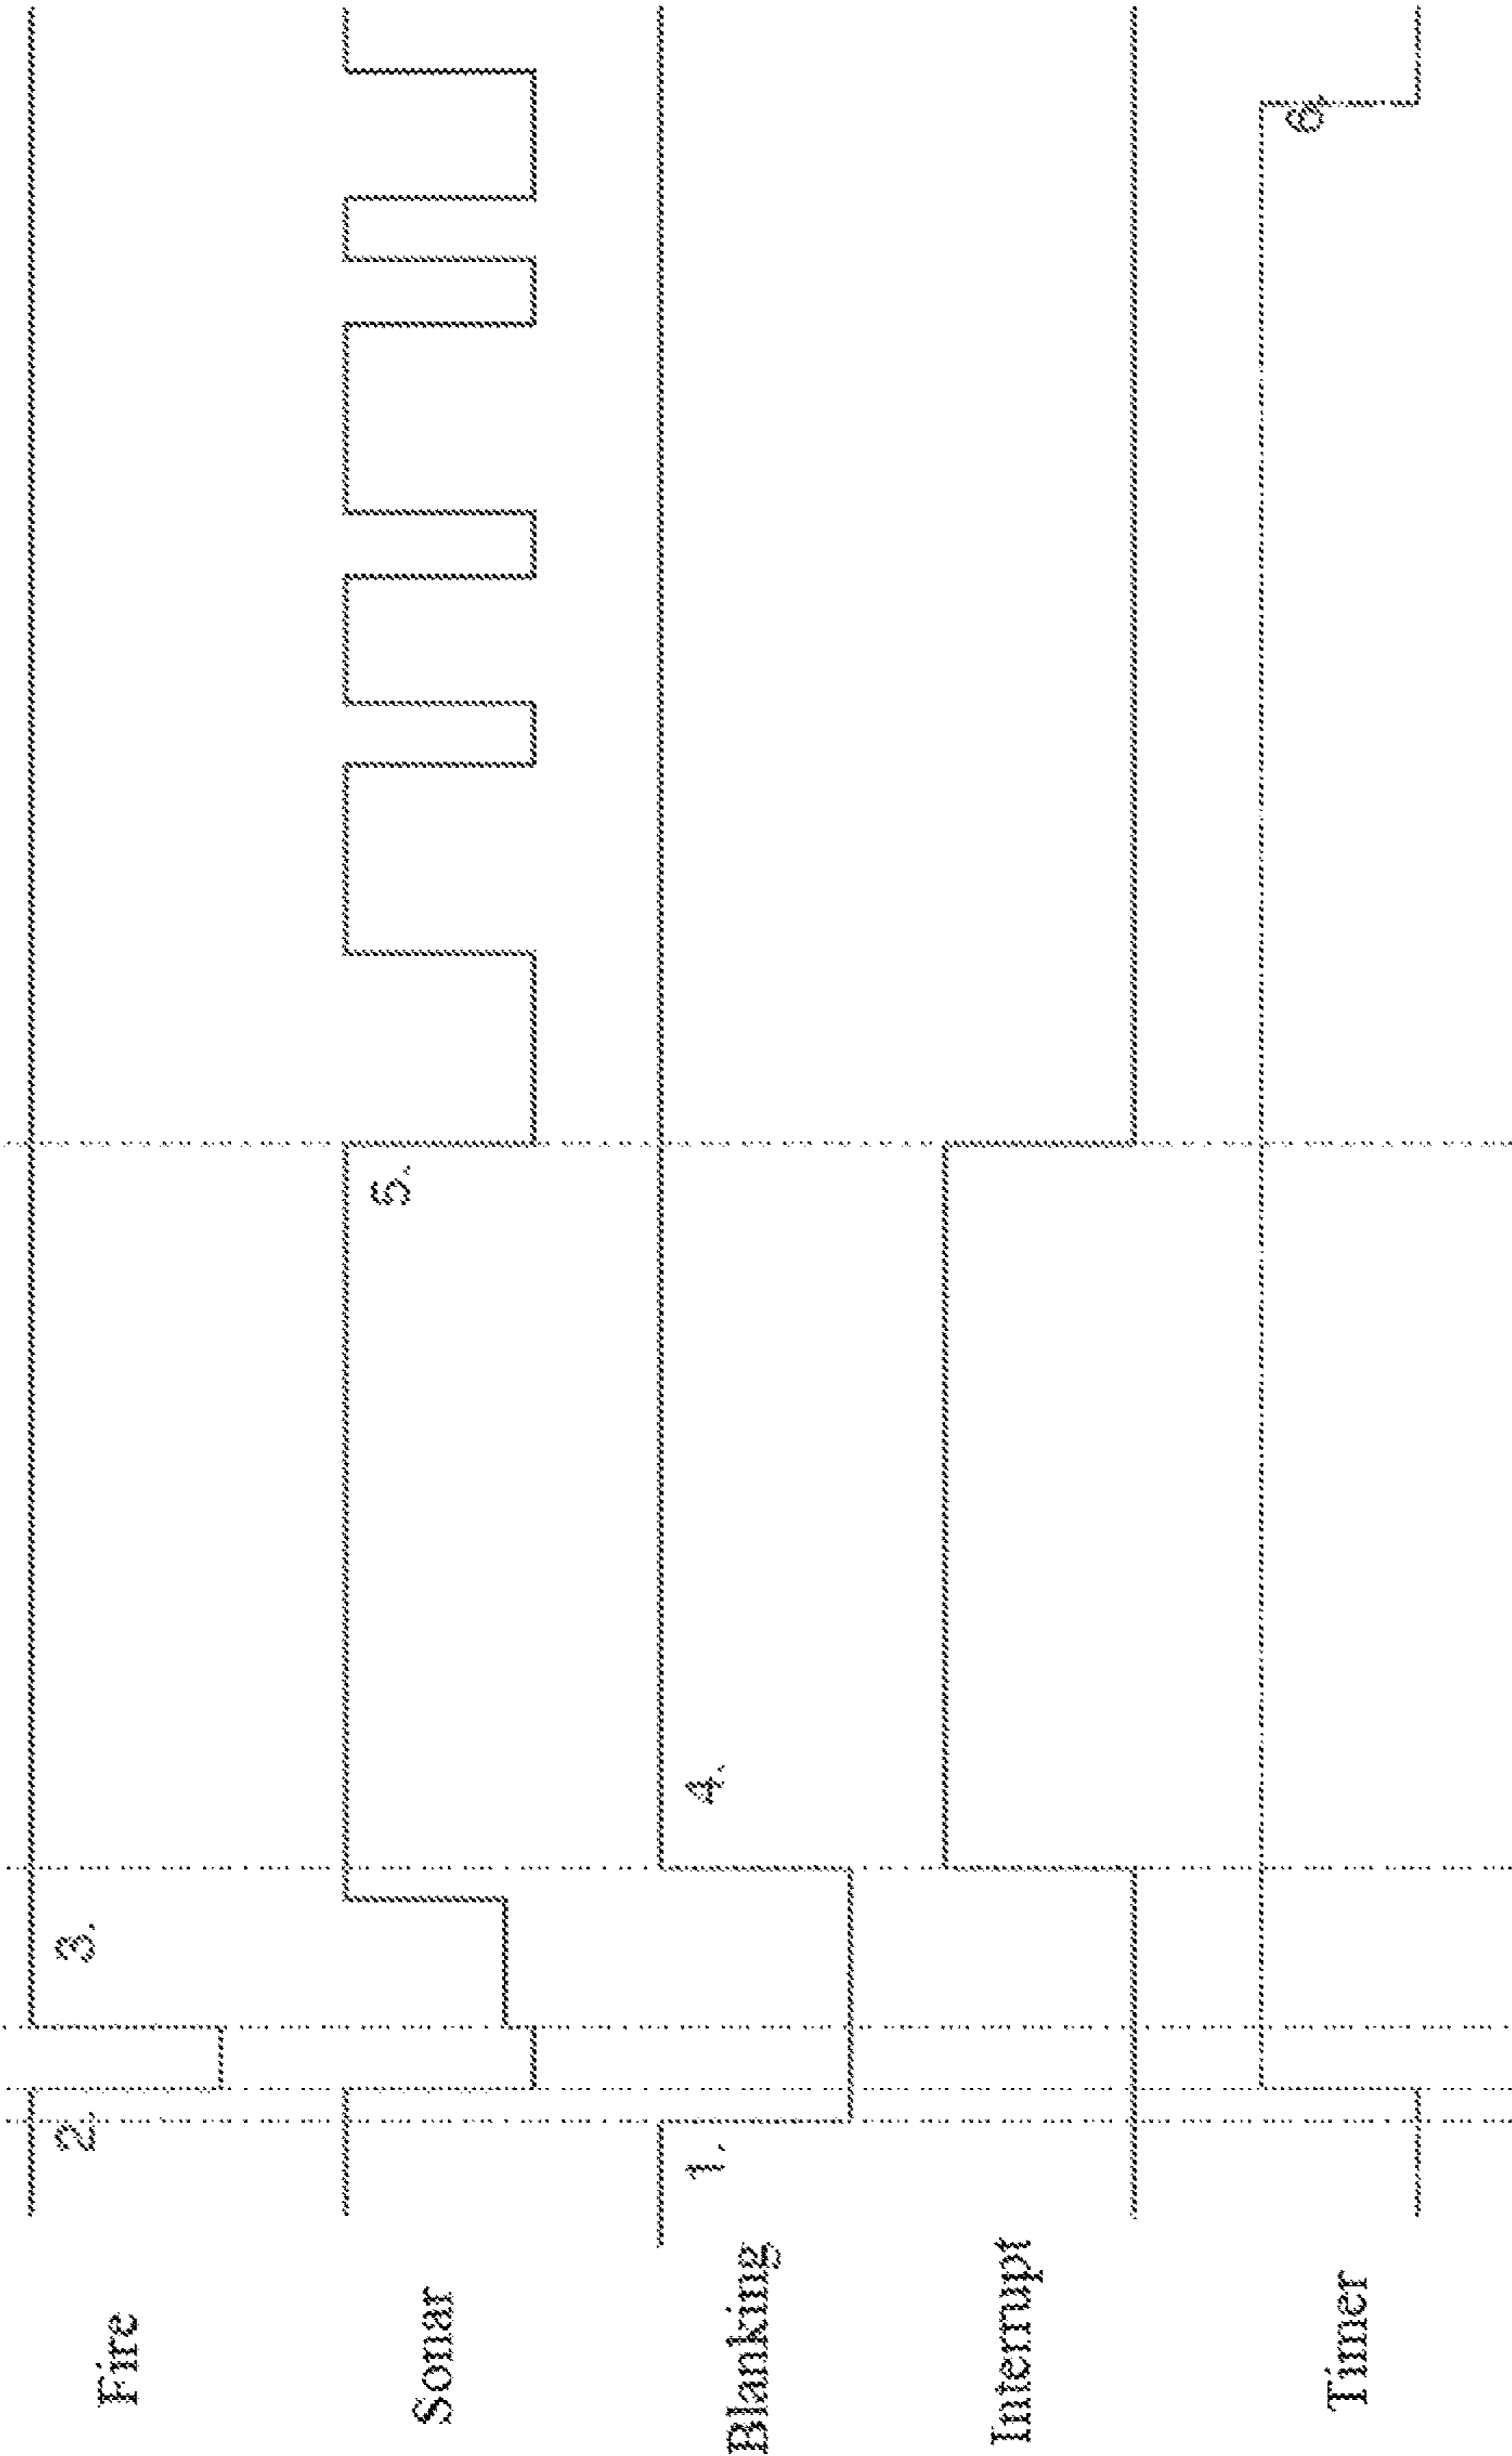 Fire
2.
3.
Sonar
5.
Blanking
1.
4.
Interrupt
Timer
6.